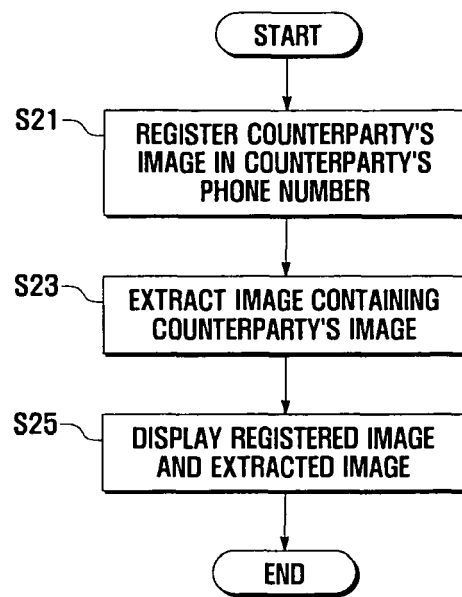 START
S21
REGISTER COUNTERPARTY'S
IMAGE IN COUNTERPARTY'S
PHONE NUMBER
S23
EXTRACT IMAGE CONTAINING
COUNTERPARTY'S IMAGE
S25
DISPLAY REGISTERED IMAGE
AND EXTRACTED IMAGE
END